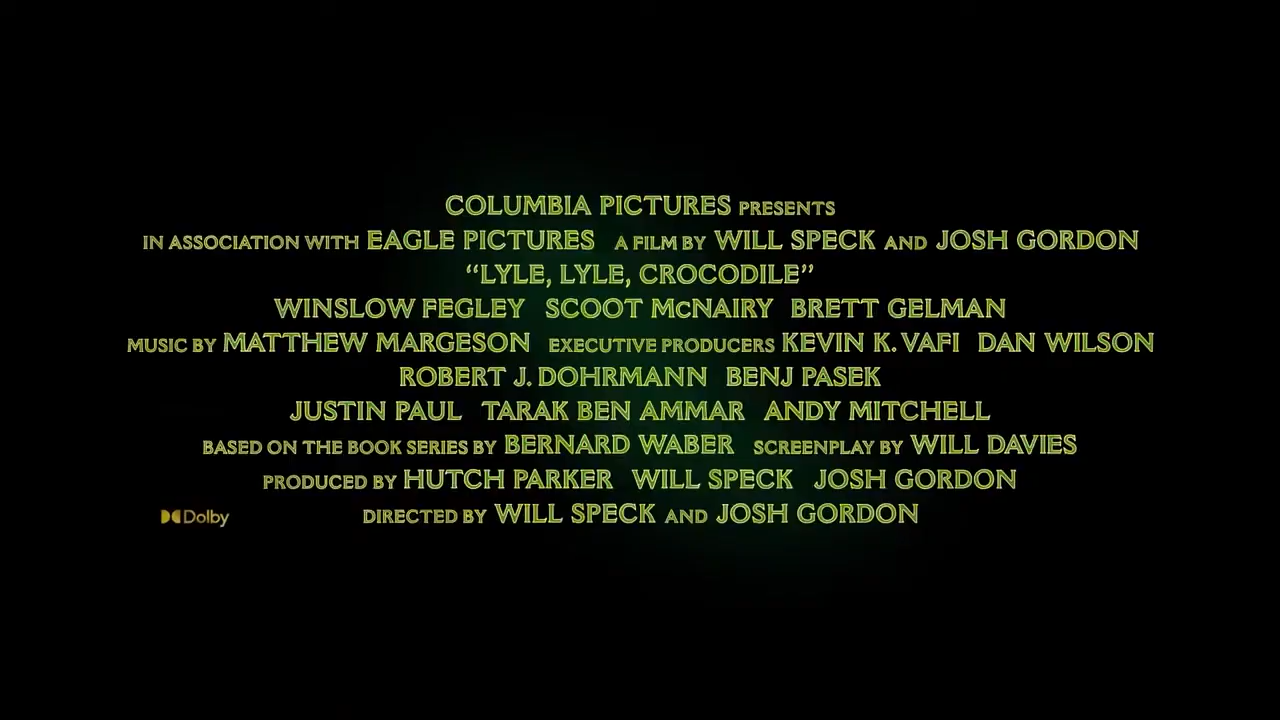 COLUMBIA PICTURES PRESENTS
IN ASSOCIATION WITH EAGLE PICTURES A FILM BY WILL SPECK AND JOSH GORDON
“LYLE, LYLE, CROCODILE”
WINSLOW FEGLEY SCOOT McNAIRY BRETT GELMAN
MUSIC BY MATTHEW MARGESON EXECUTIVE PRODUCERS KEVIN K. VAFI DAN WILSON
ROBERT J. DOHRMANN BENJ PASEK
JUSTIN PAUL TARAK BEN AMMAR ANDY MITCHELL
BASED ON THE BOOK SERIES BY BERNARD WABER SCREENPLAY BY WILL DAVIES
PRODUCED BY HUTCH PARKER WILL SPECK JOSH GORDON
Dolby DIRECTED BY WILL SPECK AND JOSH GORDON